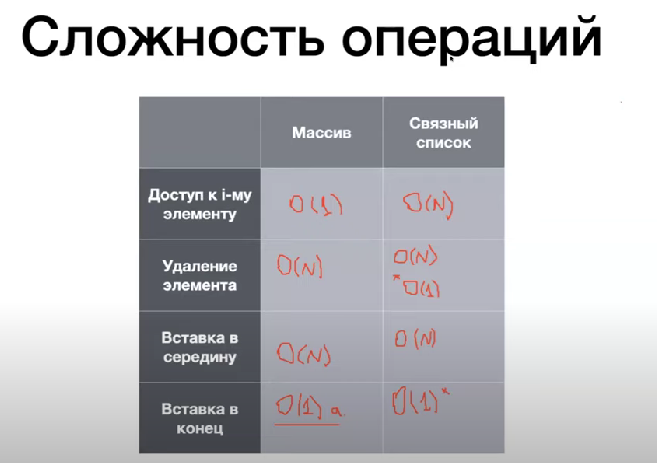 Сложность операций
Массив
Связный
список
Доступ к i-му
элементу
O(1)
O(N)
Удаление
элемента
O(N)
O(N)
* O(1)
Вставка в
середину
O(N)
O(N)
Вставка в
конец
O(1) a
O(1)*